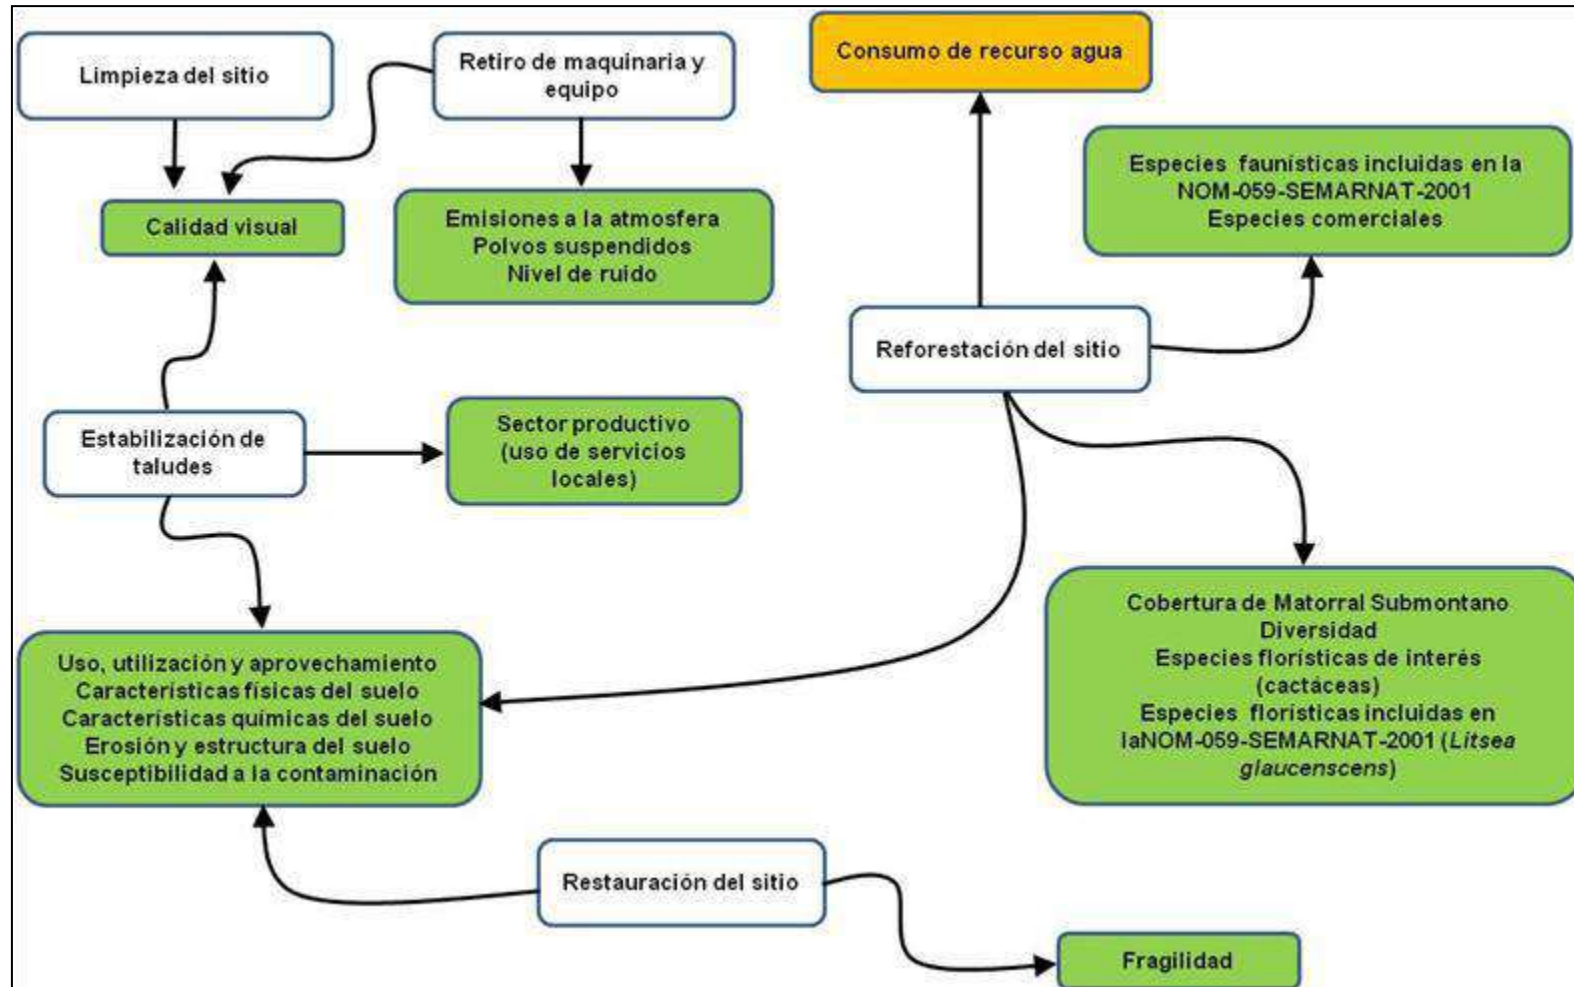 Limpieza del sitio
Retiro de maquinaria y
equipo
Consumo de recurso agua
Especies faunísticas incluidas en la
NOM-059-SEMARNAT-2001
Especies comerciales
Calidad visual
Emisiones a la atmosfera
Polvos suspendidos
Nivel de ruido
Reforestación del sitio
Estabilización de
taludes
Sector productivo
(uso de servicios
locales)
Cobertura de Matorral Submontano
Diversidad
Especies florísticas de interés
(cactáceas)
Especies florísticas incluidas en
laNOM-059-SEMARNAT-2001 (Litsea
glaucenscens)
Uso, utilización y aprovechamiento
Características físicas del suelo
Características químicas del suelo
Erosión y estructura del suelo
Susceptibilidad a la contaminación
Restauración del sitio
Fragilidad